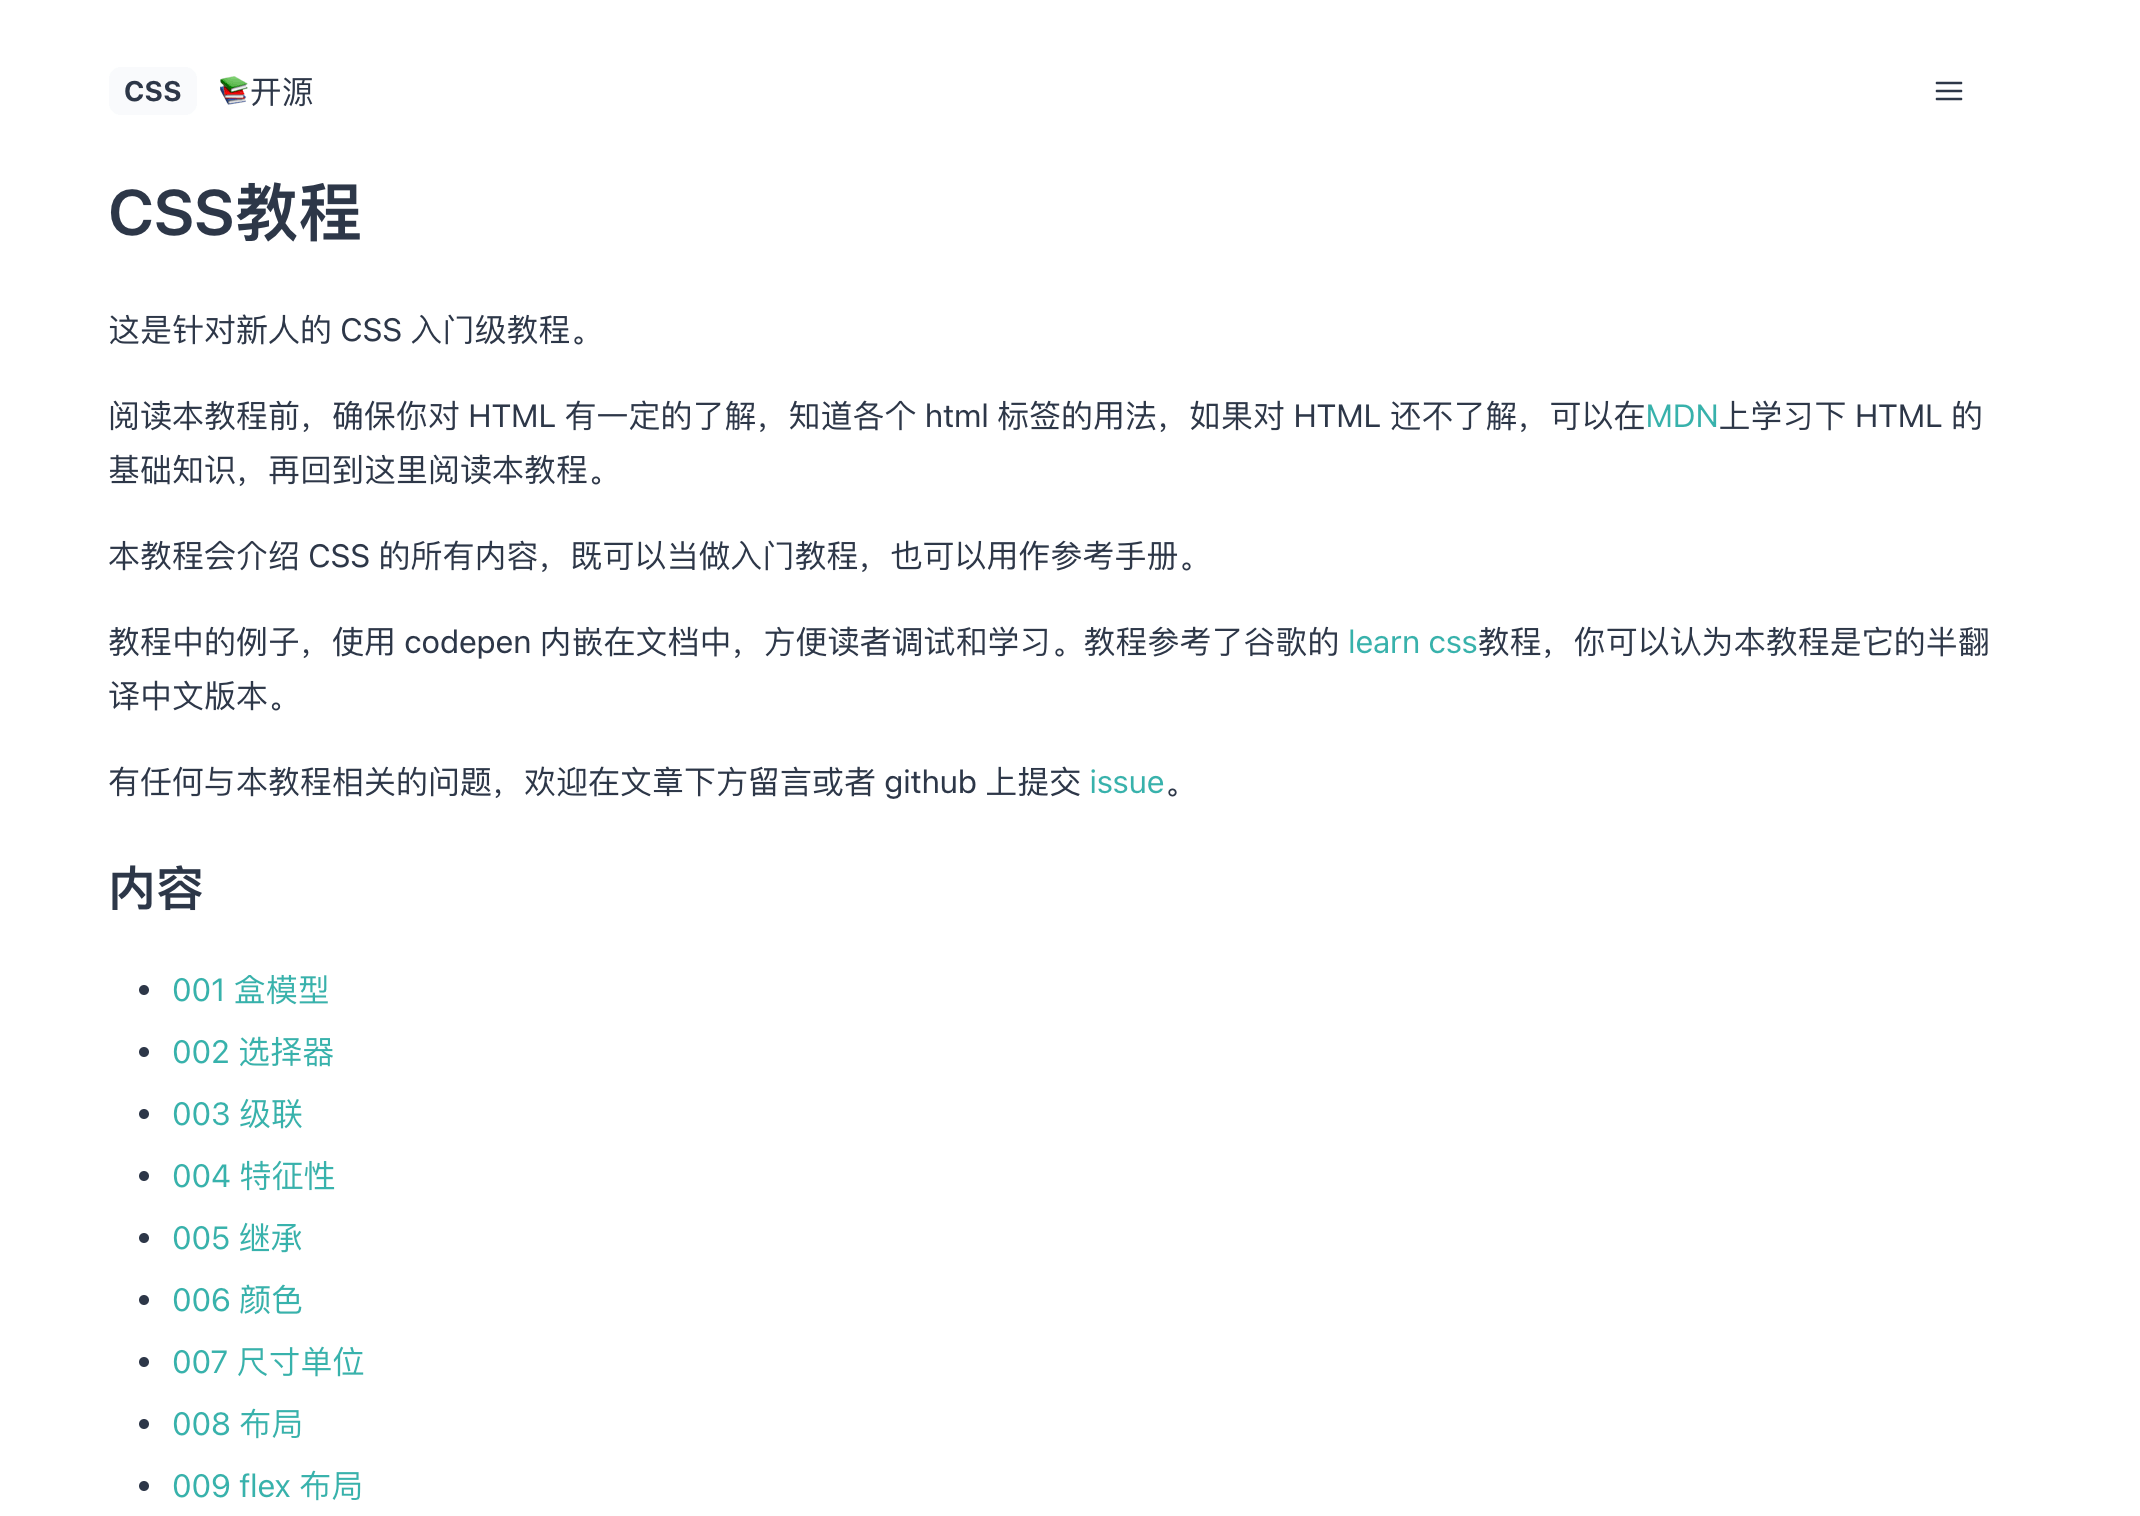 CSS 📚开源
CSS教程
这是针对新人的 CSS 入门级教程。
阅读本教程前，确保你对 HTML 有一定的了解，知道各个 html 标签的用法，如果对 HTML 还不了解，可以在MDN上学习下 HTML 的
基础知识，再回到这里阅读本教程。
本教程会介绍 CSS 的所有内容，既可以当做入门教程，也可以用作参考手册。
教程中的例子，使用 codepen 内嵌在文档中，方便读者调试和学习。教程参考了谷歌的 learn css教程，你可以认为本教程是它的半翻
译中文版本。
有任何与本教程相关的问题，欢迎在文章下方留言或者 github 上提交 issue。
内容
001 盒模型
002 选择器
003 级联
004 特征性
005 继承
006 颜色
007 尺寸单位
008 布局
009 flex 布局